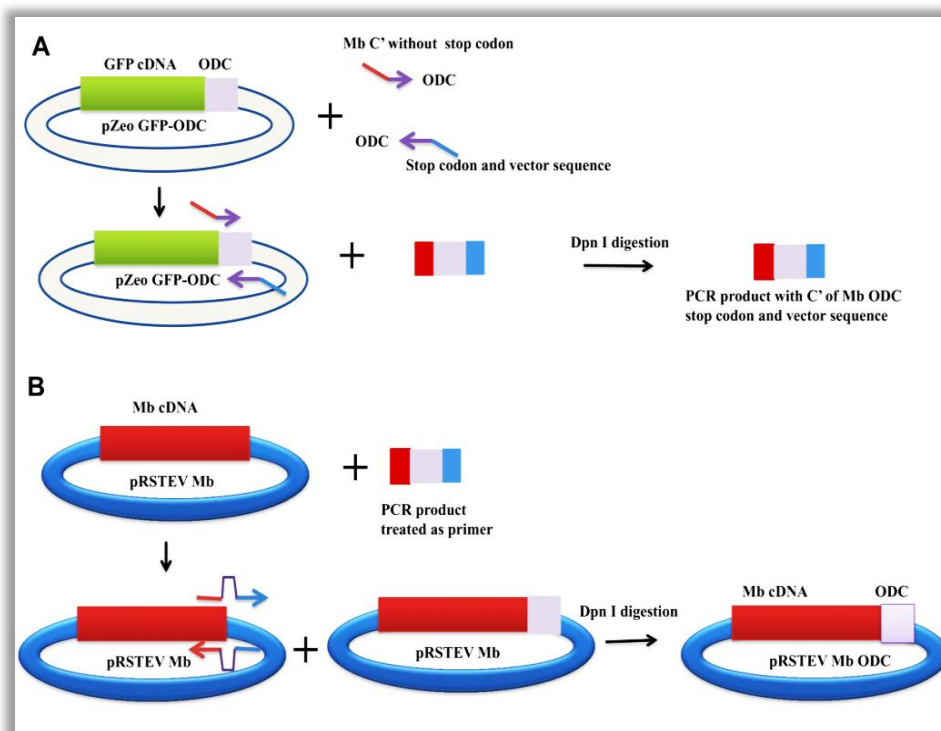 A
Mb C' without stop codon
GFP cDNA ODC
ODC
pZeo GFP-ODC
ODC
Stop codon and vector sequence
Dpn I digestion
pZeo GFP-ODC
PCR product with C' of Mb ODC
stop codon and vector sequence
B
Mb cDNA
pRSTEV Mb
PCR product
treated as primer
Mb cDNA ODC
Dpn I digestion
pRSTEV Mb
pRSTEV Mb
pRSTEV Mb ODC